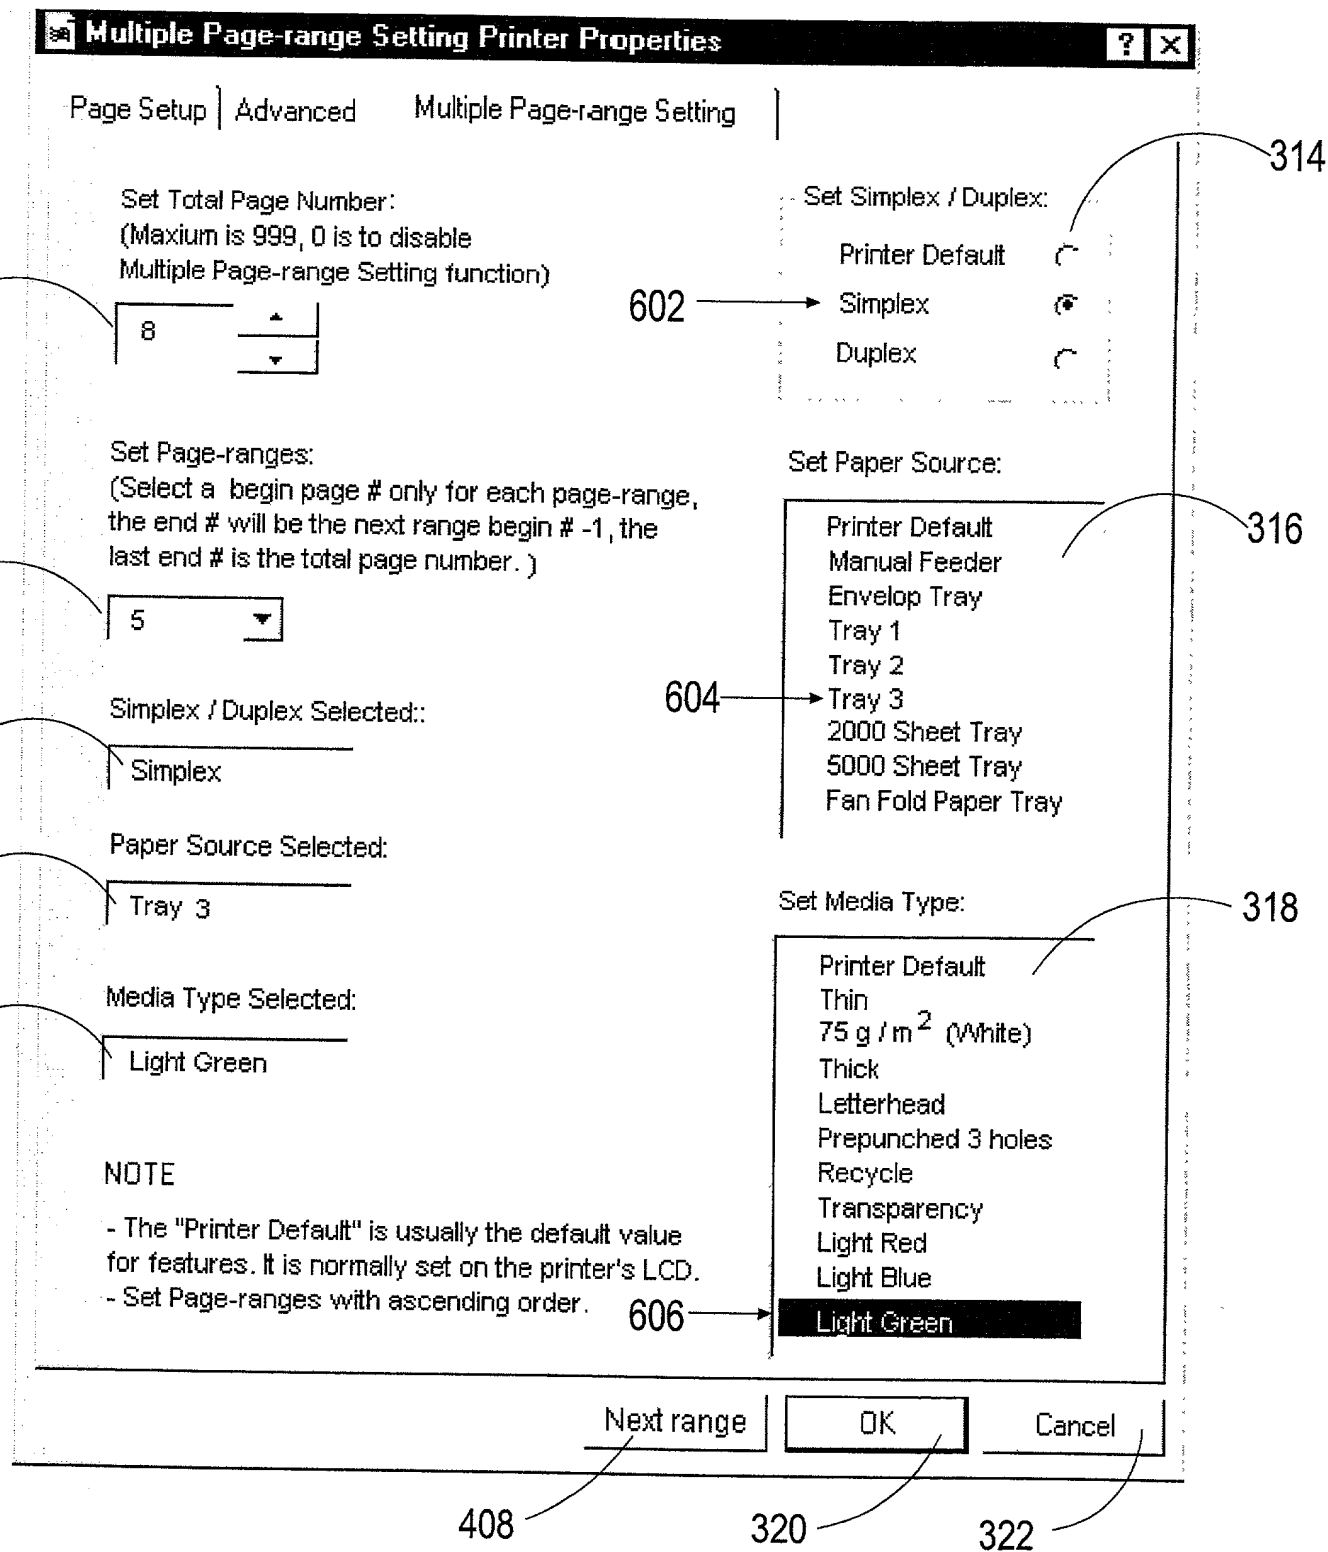 Multiple Page-range Setting Printer Properties ? ×
Page Setup Advanced Multiple Page-range Setting
314
Set Total Page Number:
(Maxium is 999, 0 is to disable
Multiple Page-range Setting function)
8
Set Simplex / Duplex:
Printer Default
602 Simplex
Duplex
Set Page-ranges:
(Select a begin page # only for each page-range,
the end # will be the next range begin # -1, the
last end # is the total page number. )
5
Set Paper Source:
316
Printer Default
Manual Feeder
Envelop Tray
Tray 1
Tray 2
604 Tray 3
2000 Sheet Tray
5000 Sheet Tray
Fan Fold Paper Tray
Simplex / Duplex Selected::
Simplex
Paper Source Selected:
Tray 3
Media Type Selected:
Light Green
Set Media Type:
318
Printer Default
Thin
75 g / m 2 (White)
Thick
Letterhead
Prepunched 3 holes
Recycle
Transparency
Light Red
Light Blue
606 Light Green
NOTE
- The "Printer Default" is usually the default value
for features. It is normally set on the printer's LCD.
- Set Page-ranges with ascending order.
Next range OK Cancel
408 320 322